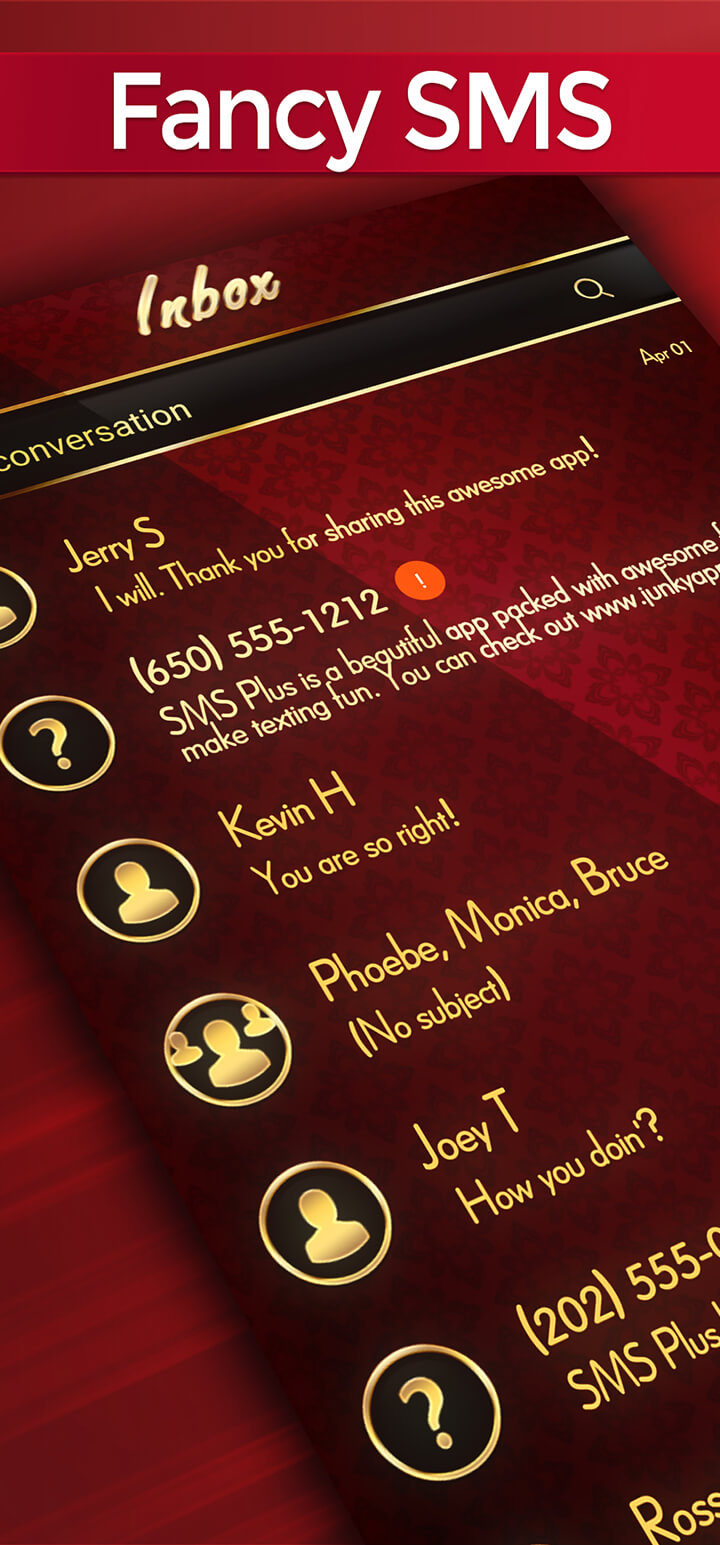 Fancy SMS
Inbox
conversation
Apr 01
Jerry S
I will. Thank you for sharing this awesome app!
(650) 555-1212 !
SMS Plus is a beautiful app packed with awesome
make texting fun. You can check out www.junkyap
?
Kevin H
You are so right!
Phoebe, Monica, Bruce
(No subject)
Joey T
How you doin'?
(202) 555-
SMS Plus
?
Ross